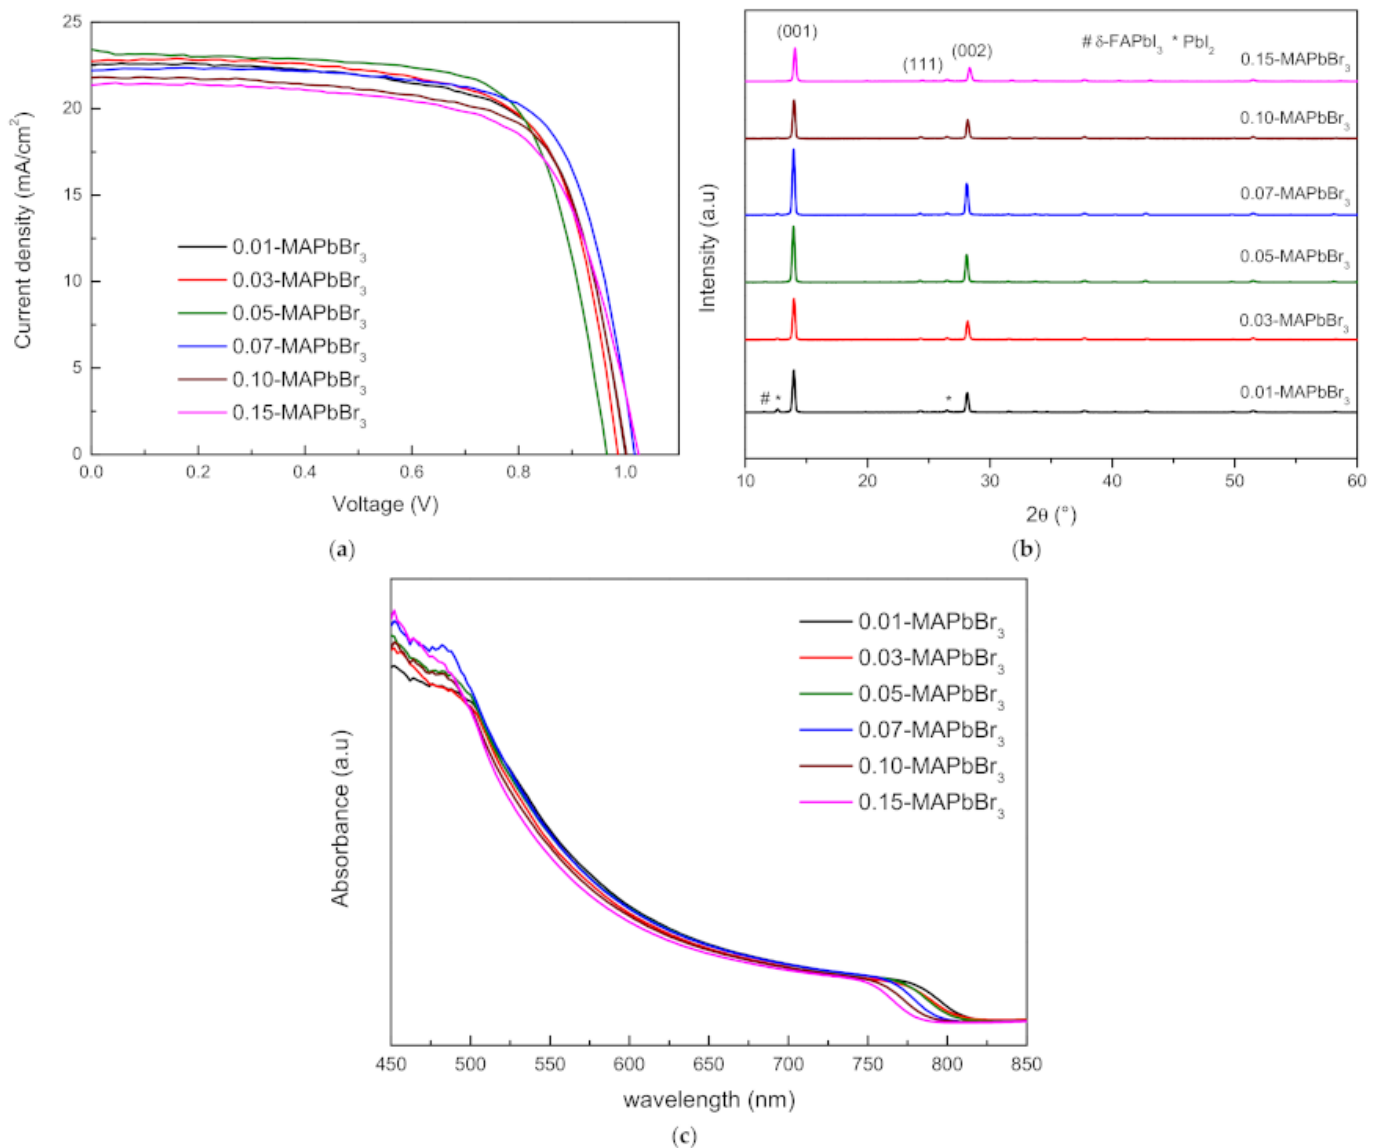 25
20
15
10
5
0
0.0 0.2 0.4 0.6 0.8 1.0
Current density (mA/cm²)
Voltage (V)
0.01-MAPbBr₃
0.03-MAPbBr₃
0.05-MAPbBr₃
0.07-MAPbBr₃
0.10-MAPbBr₃
0.15-MAPbBr₃
(a)
(001)
(111)
(002)
# δ-FAPbI₃ * PbI₂
0.15-MAPbBr₃
0.10-MAPbBr₃
0.07-MAPbBr₃
0.05-MAPbBr₃
0.03-MAPbBr₃
0.01-MAPbBr₃
# *
*
Intensity (a.u)
10 20 30 40 50 60
2θ (°)
(b)
Absorbance (a.u)
0.01-MAPbBr₃
0.03-MAPbBr₃
0.05-MAPbBr₃
0.07-MAPbBr₃
0.10-MAPbBr₃
0.15-MAPbBr₃
450 500 550 600 650 700 750 800 850
wavelength (nm)
(c)